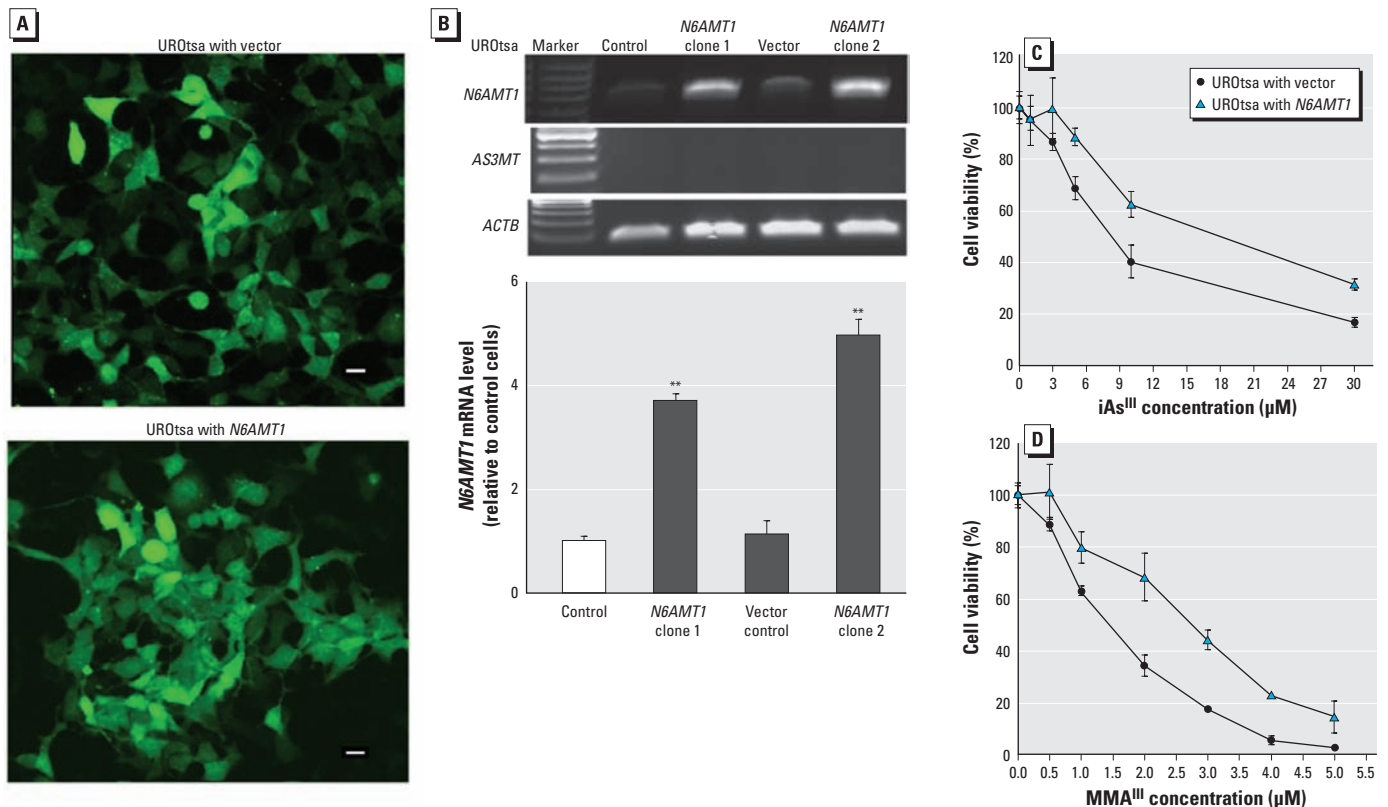 A
UROtsa with vector
UROtsa with N6AMT1
B
UROtsa Marker Control N6AMT1 clone 1 Vector N6AMT1 clone 2
N6AMT1
AS3MT
ACTB
N6AMT1 mRNA level
(relative to control cells)
6
4
2
0
** **
Control N6AMT1 clone 1 Vector control N6AMT1 clone 2
C
UROtsa with vector
UROtsa with N6AMT1
Cell viability (%)
120
100
80
60
40
20
0
0 3 6 9 12 15 18 21 24 27 30
iAsIII concentration (µM)
D
Cell viability (%)
120
100
80
60
40
20
0
0.0 0.5 1.0 1.5 2.0 2.5 3.0 3.5 4.0 4.5 5.0 5.5
MMAIII concentration (µM)